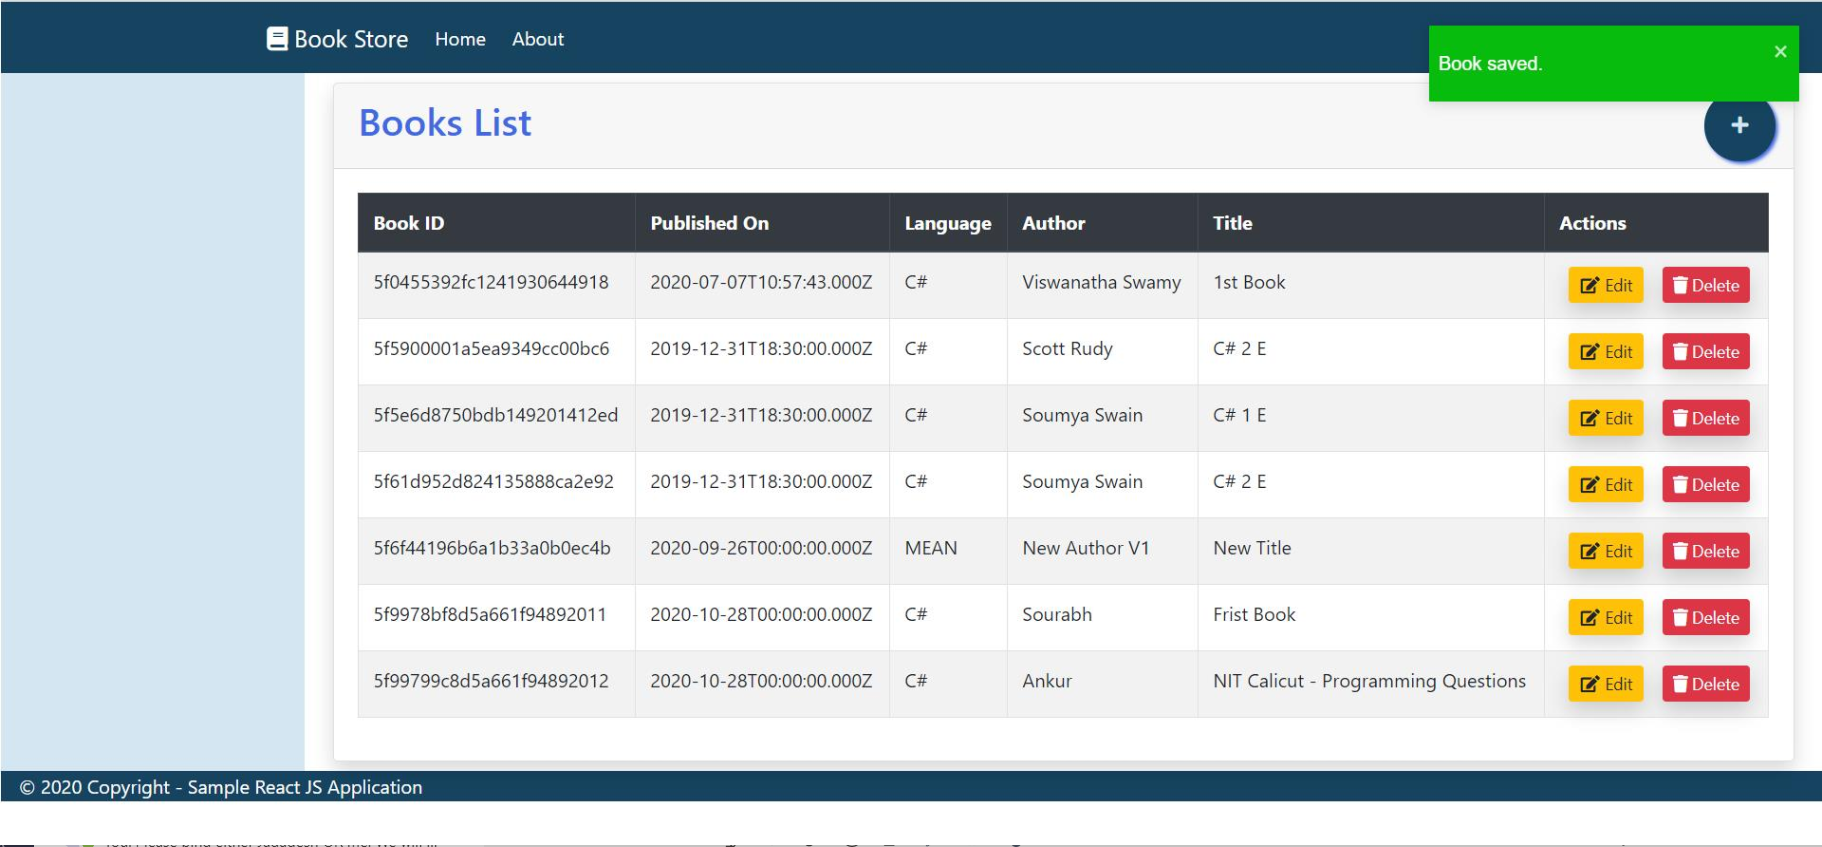 Book Store Home About
Book saved. ×
Books List
+
Book ID Published On Language Author Title Actions
5f0455392fc1241930644918 2020-07-07T10:57:43.000Z C# Viswanatha Swamy 1st Book Edit Delete
5f5900001a5ea9349cc00bc6 2019-12-31T18:30:00.000Z C# Scott Rudy C# 2 E Edit Delete
5f5e6d8750bdb149201412ed 2019-12-31T18:30:00.000Z C# Soumya Swain C# 1 E Edit Delete
5f61d952d824135888ca2e92 2019-12-31T18:30:00.000Z C# Soumya Swain C# 2 E Edit Delete
5f6f44196b6a1b33a0b0ec4b 2020-09-26T00:00:00.000Z MEAN New Author V1 New Title Edit Delete
5f9978bf8d5a661f94892011 2020-10-28T00:00:00.000Z C# Sourabh Frist Book Edit Delete
5f99799c8d5a661f94892012 2020-10-28T00:00:00.000Z C# Ankur NIT Calicut - Programming Questions Edit Delete
© 2020 Copyright - Sample React JS Application